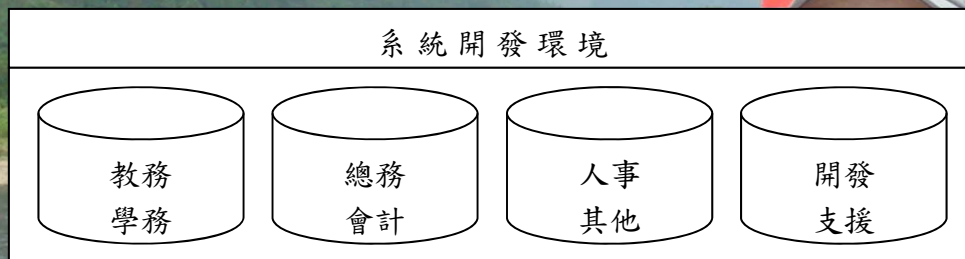 系統開發環境
教務
學務
總務
會計
人事
其他
開發
支援